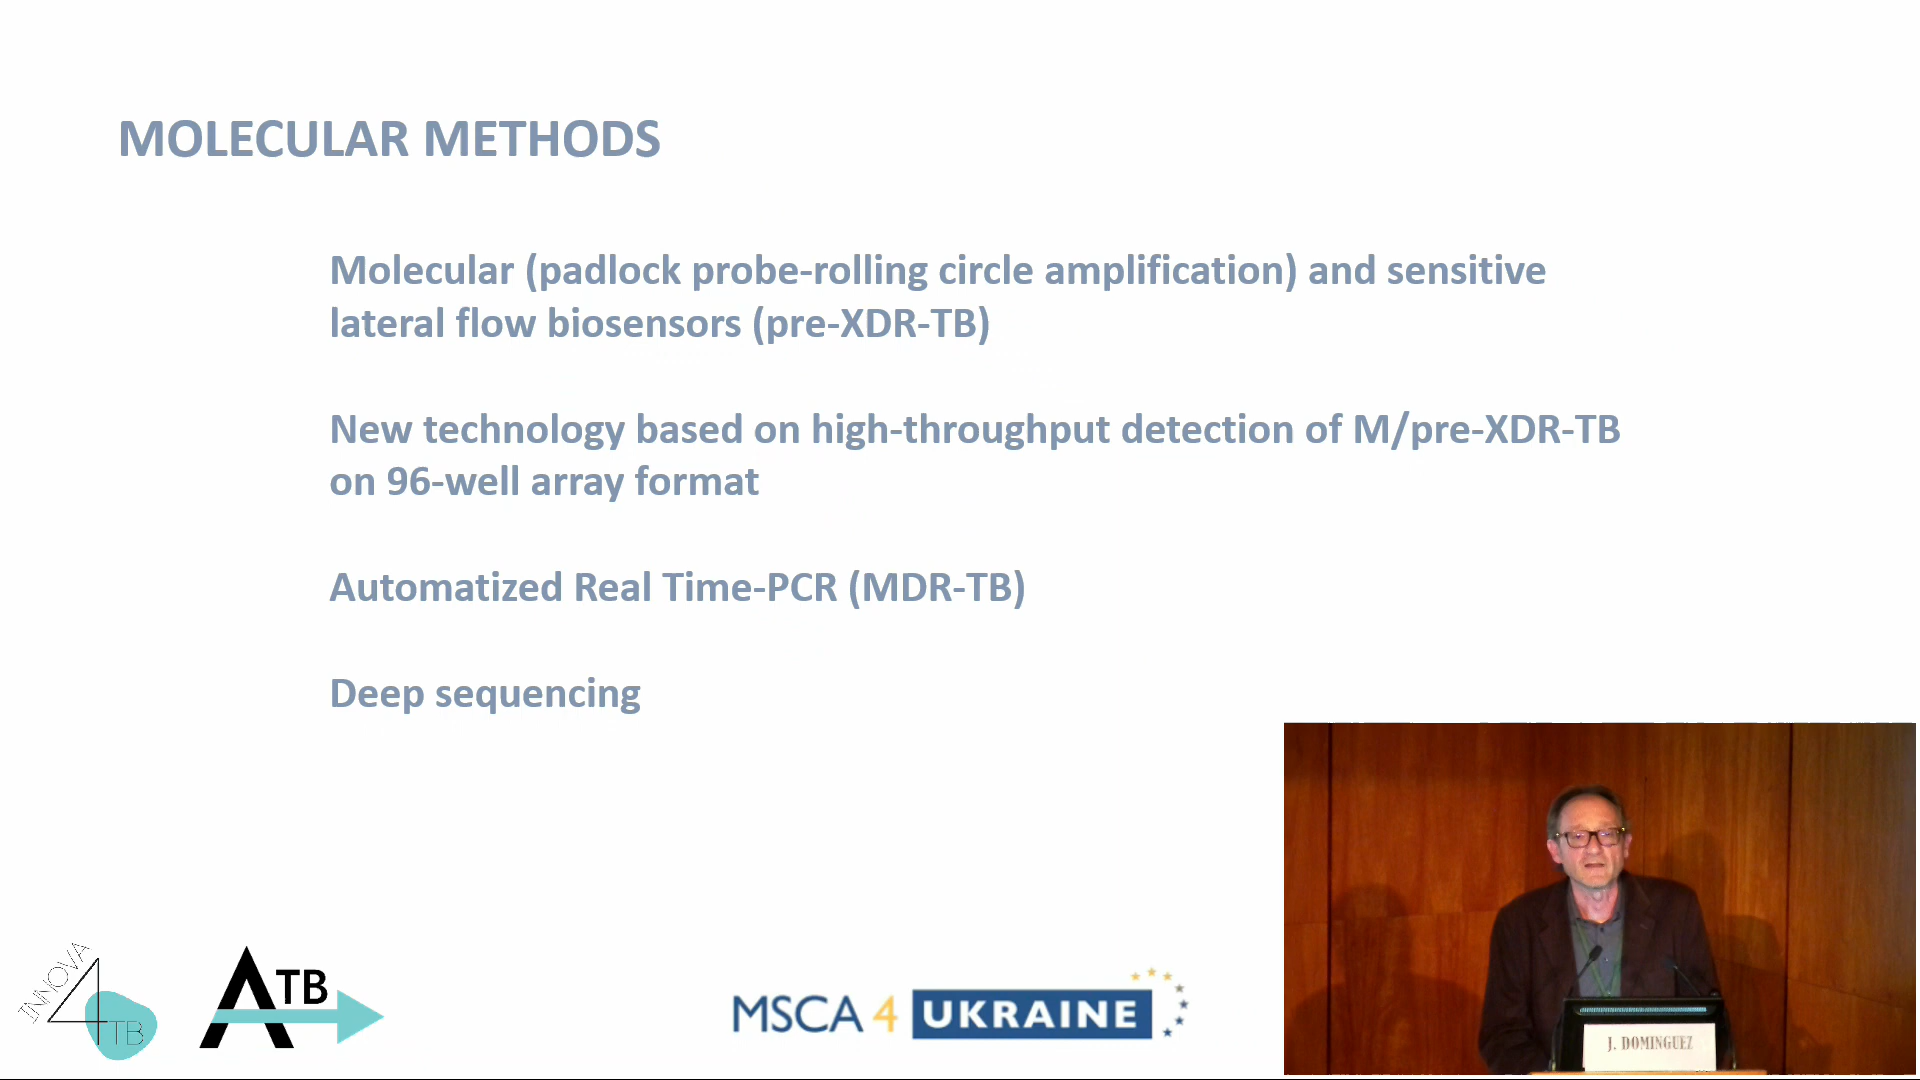 MOLECULAR METHODS
Molecular (padlock probe-rolling circle amplification) and sensitive
lateral flow biosensors (pre-XDR-TB)
New technology based on high-throughput detection of M/pre-XDR-TB
on 96-well array format
Automatized Real Time-PCR (MDR-TB)
Deep sequencing
INNOVA
4
TB
ATB
MSCA 4 UKRAINE
J. DOMINGUEZ